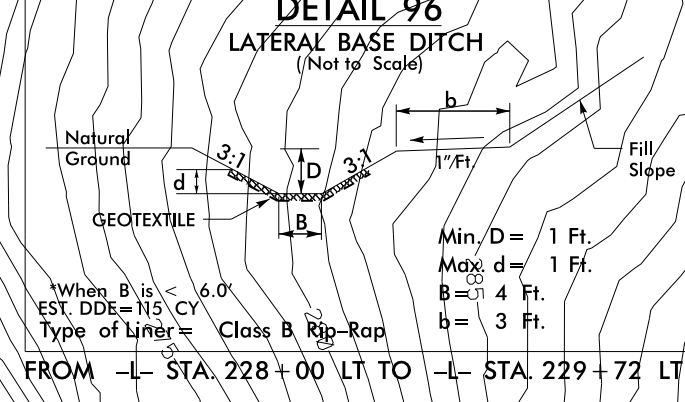 DETAIL 96
LATERAL BASE DITCH
(Not to Scale)
b
Natural
Ground
3:1
D
3:1
1"/Ft.
Fill
Slope
d
GEOTEXTILE
B
Min. D= 1 Ft.
Max. d= 1 Ft.
B= 4 Ft.
b= 3 Ft.
285
*When B is < 6.0'
EST. DDE=115 CY
Type of Liner= Class B Rip-Rap
FROM -L- STA. 228+00 LT TO -L- STA. 229+72 LT